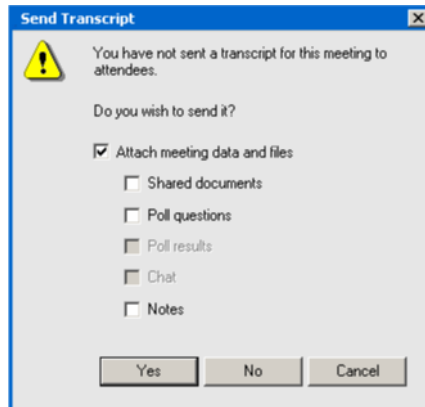 Send Transcript
You have not sent a transcript for this meeting to
attendees.
Do you wish to send it?
Attach meeting data and files
Shared documents
Poll questions
Poll results
Chat
Notes
Yes No Cancel